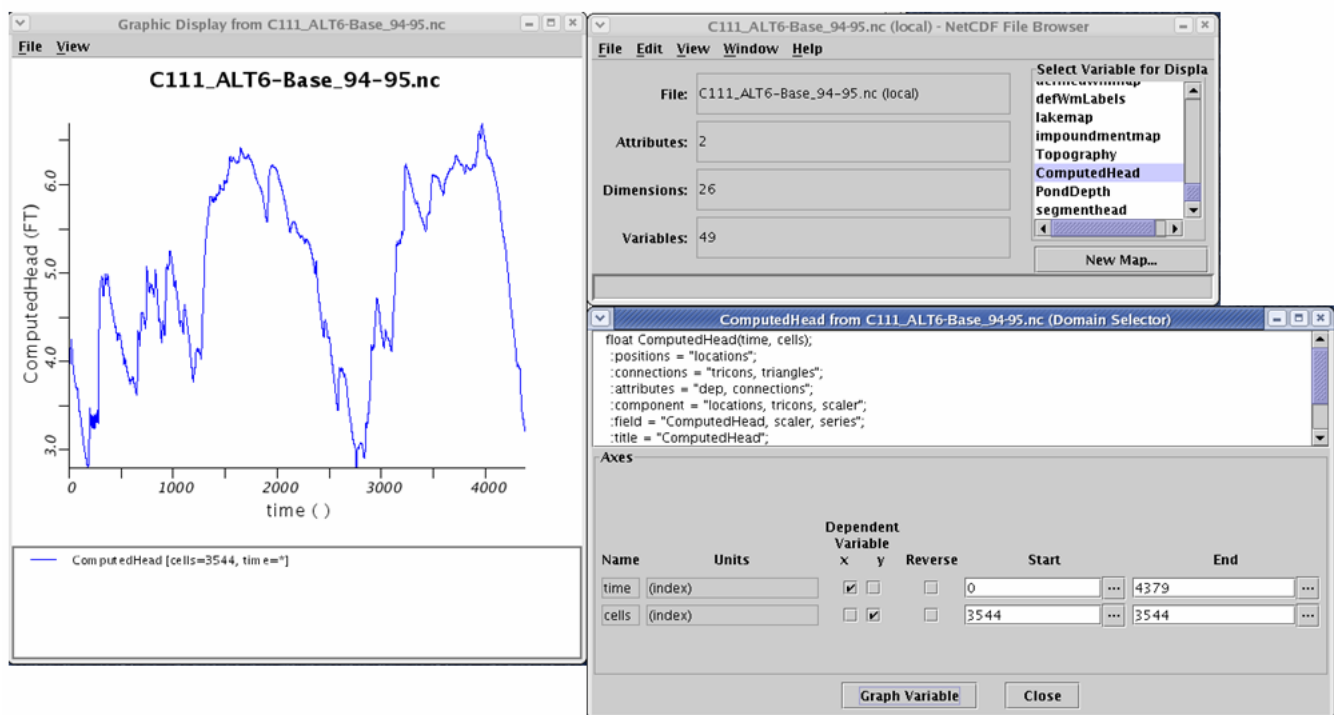 Graphic Display from C111_ALT6-Base_94-95.nc
File View
C111_ALT6-Base_94-95.nc
ComputedHead (FT)
6.0
5.0
4.0
3.0
0 1000 2000 3000 4000
time ( )
ComputedHead [cells=3544, time=*]
C111_ALT6-Base_94-95.nc (local) - NetCDF File Browser
File Edit View Window Help
File: C111_ALT6-Base_94-95.nc (local)
Attributes: 2
Dimensions: 26
Variables: 49
Select Variable for Displa
defWmLabels
lakemap
impoundmentmap
Topography
ComputedHead
PondDepth
segmenthead
New Map...
ComputedHead from C111_ALT6-Base_94-95.nc (Domain Selector)
float ComputedHead(time, cells);
:positions = "locations";
:connections = "tricons, triangles";
:attributes = "dep, connections";
:component = "locations, tricons, scaler";
:field = "ComputedHead, scaler, series";
:title = "ComputedHead";
Axes
Dependent
Variable
Name Units x y Reverse Start End
time (index) 0 ... 4379 ...
cells (index) 3544 ... 3544 ...
Graph Variable Close